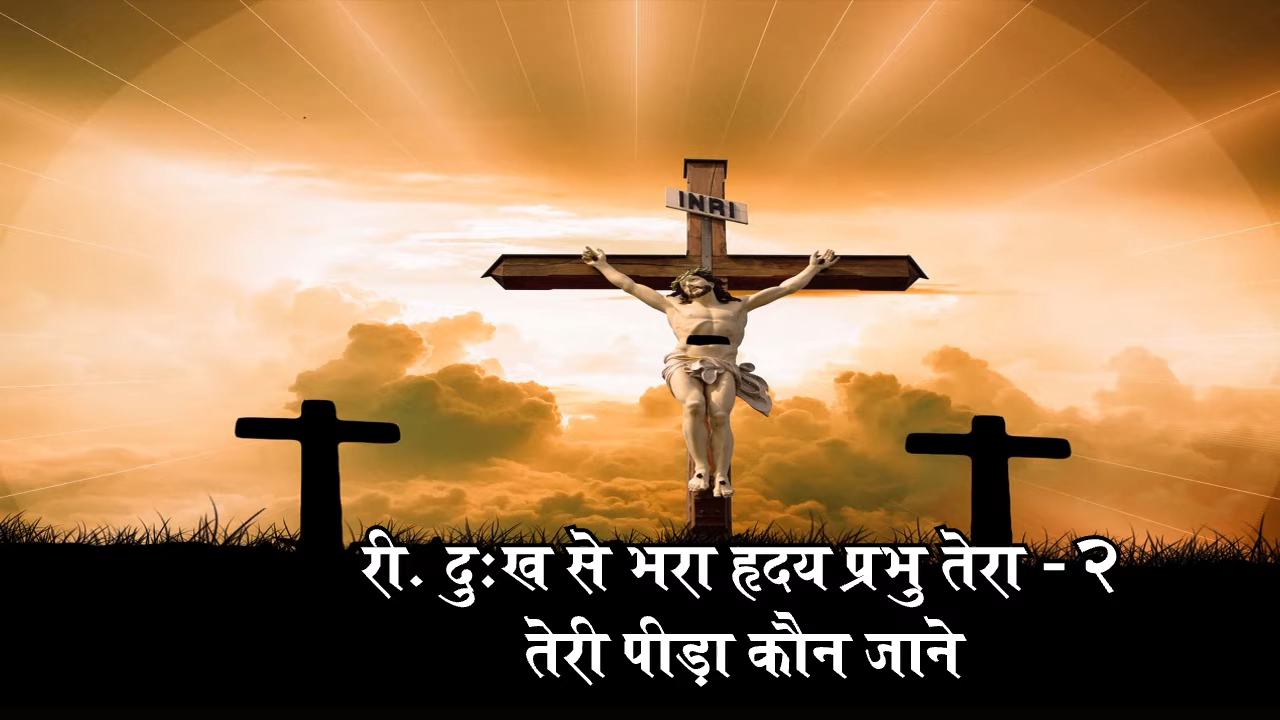 INRI
री. दुःख से भरा हृदय प्रभु तेरा - २
तेरी पीड़ा कौन जाने